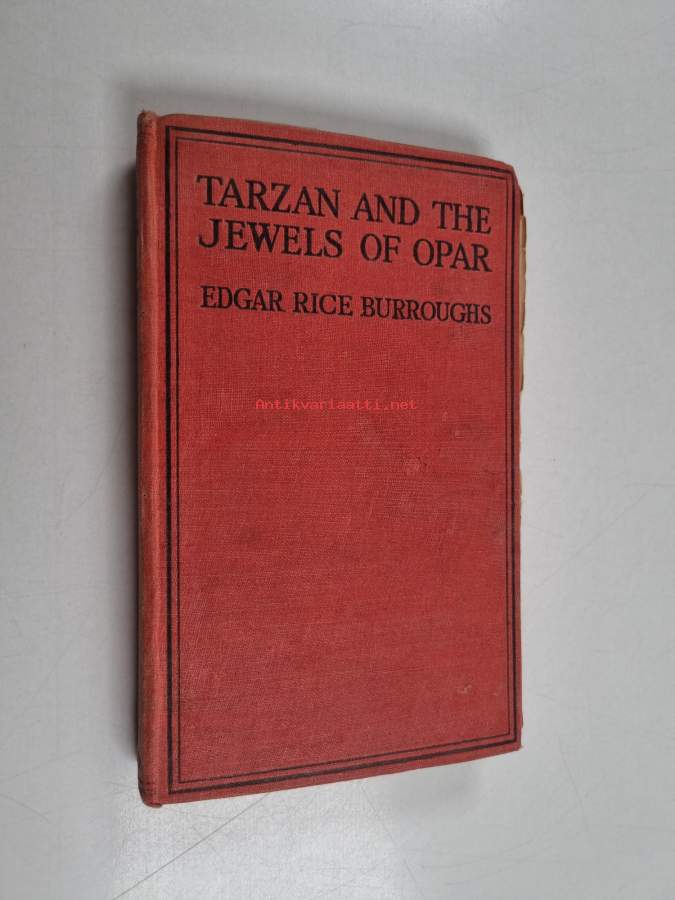 TARZAN AND THE
JEWELS OF OPAR
EDGAR RICE BURROUGHS
Antikvariaatti.net